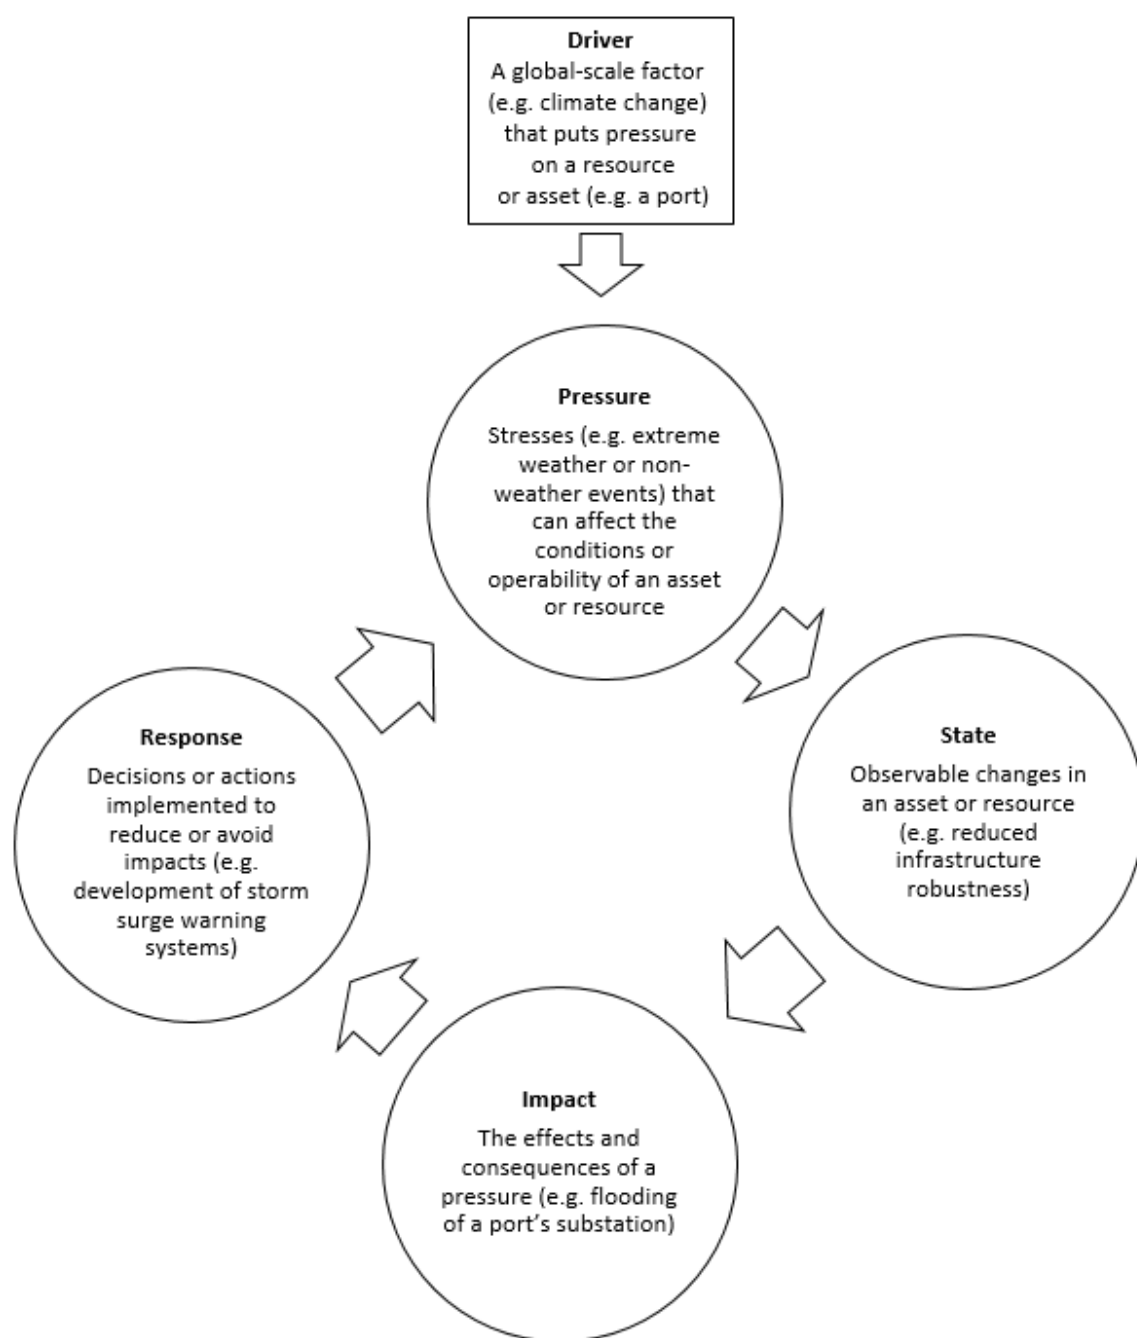 Driver
A global-scale factor
(e.g. climate change)
that puts pressure
on a resource
or asset (e.g. a port)
Pressure
Stresses (e.g. extreme
weather or non-
weather events) that
can affect the
conditions or
operability of an asset
or resource
State
Observable changes in
an asset or resource
(e.g. reduced
infrastructure
robustness)
Impact
The effects and
consequences of a
pressure (e.g. flooding
of a port’s substation)
Response
Decisions or actions
implemented to
reduce or avoid
impacts (e.g.
development of storm
surge warning
systems)